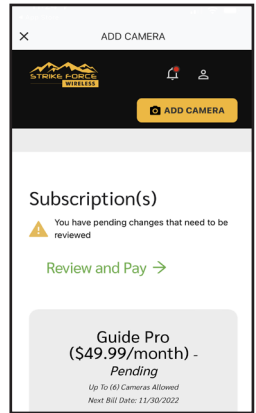 ADD CAMERA
STRIKE FORCE
WIRELESS
ADD CAMERA
Subscription(s)
You have pending changes that need to be
reviewed
Review and Pay →
Guide Pro
($49.99/month) -
Pending
Up To (6) Cameras Allowed
Next Bill Date: 11/30/2022